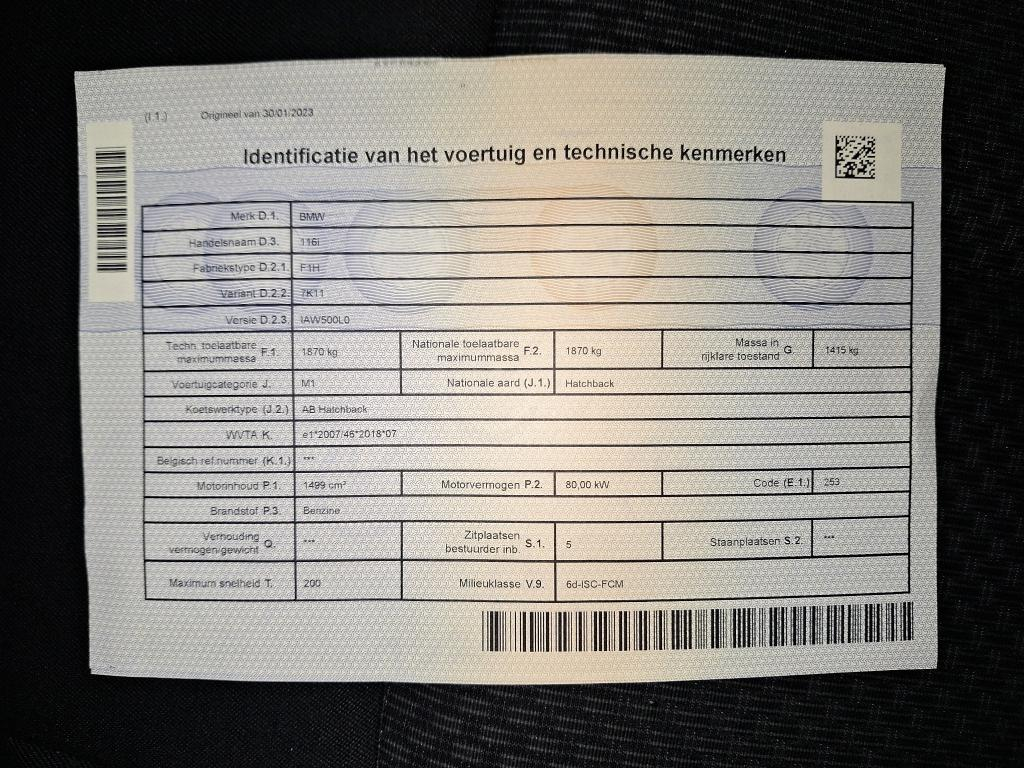 (I.1.) Origineel van 30/01/2023
Identificatie van het voertuig en technische kenmerken
Merk D.1. BMW
Handelsnaam D.3. 116i
Fabriekstype D.2.1. F1H
Variant D.2.2. 7K11
Versie D.2.3. IAW500L0
Techn. toelaatbare maximummassa F.1. 1870 kg Nationale toelaatbare maximummassa F.2. 1870 kg Massa in rijklare toestand G. 1415 kg
Voertuigcategorie J. M1 Nationale aard (J.1.) Hatchback
Koetswerktype (J.2.) AB Hatchback
WVTA K. e1*2007/46*2018*07
Belgisch ref.nummer (K.1.) ***
Motorinhoud P.1. 1499 cm³ Motorvermogen P.2. 80,00 kW Code (E.1.) 253
Brandstof P.3. Benzine
Verhouding vermogen/gewicht Q. *** Zitplaatsen bestuurder inb. S.1. 5 Staanplaatsen S.2. ***
Maximum snelheid T. 200 Milieuklasse V.9. 6d-ISC-FCM